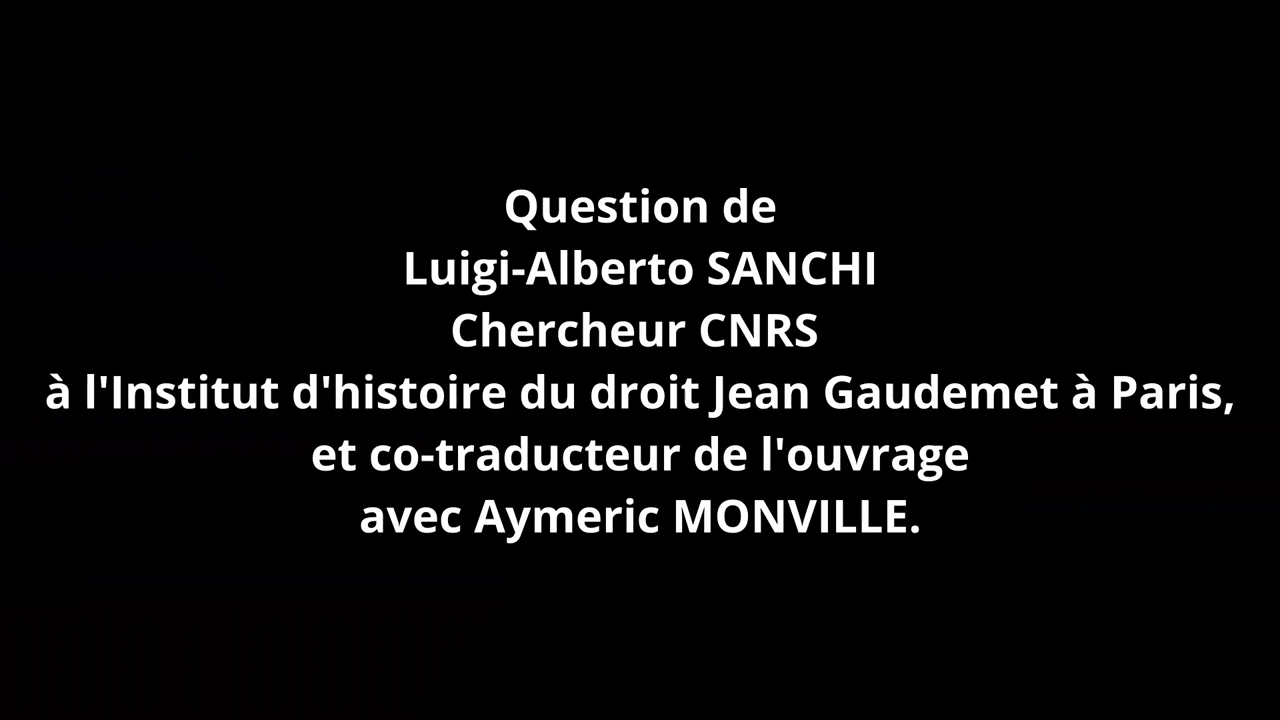 Question de
Luigi-Alberto SANCHI
Chercheur CNRS
à l'Institut d'histoire du droit Jean Gaudemet à Paris,
et co-traducteur de l'ouvrage
avec Aymeric MONVILLE.